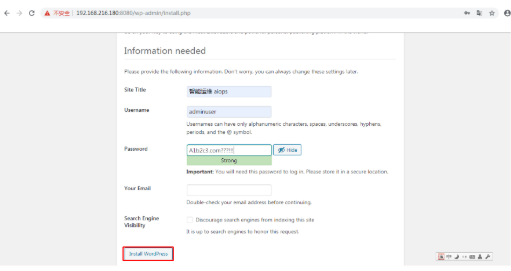 不安全 | 192.168.216.180:8080/wp-admin/install.php
Information needed
Please provide the following information. Don't worry, you can always change these settings later.
Site Title
智能运维 aiops
Username
adminuser
Usernames can have only alphanumeric characters, spaces, underscores, hyphens,
periods, and the @ symbol.
Password
Hide
Strong
Important: You will need this password to log in. Please store it in a secure location.
Your Email
Double-check your email address before continuing.
Search Engine
Visibility
Discourage search engines from indexing this site
It is up to search engines to honor this request.
Install WordPress